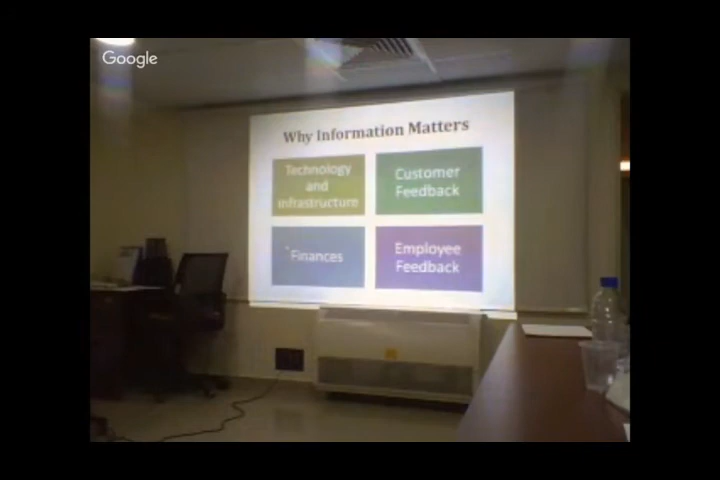 Google
Why Information Matters
Technology
and
Infrastructure
Customer
Feedback
Finances
Employee
Feedback